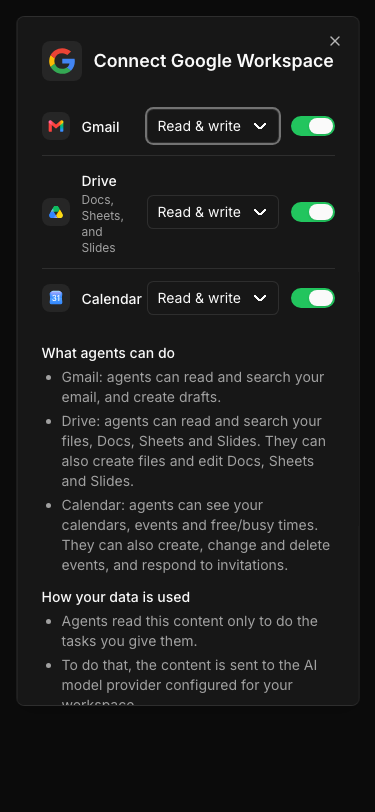 Connect Google Workspace
Gmail
Read & write
Drive
Docs,
Sheets,
and
Slides
Read & write
31
Calendar
Read & write
What agents can do
• Gmail: agents can read and search your
email, and create drafts.
• Drive: agents can read and search your
files, Docs, Sheets and Slides. They can
also create files and edit Docs, Sheets
and Slides.
• Calendar: agents can see your
calendars, events and free/busy times.
They can also create, change and delete
events, and respond to invitations.
How your data is used
• Agents read this content only to do the
tasks you give them.
• To do that, the content is sent to the AI
model provider configured for your
workspace.